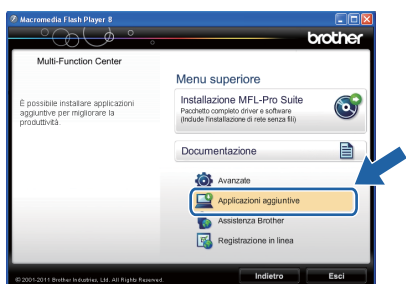 Macromedia Flash Player 8
brother
Multi-Function Center
È possibile installare applicazioni
aggiuntive per migliorare la
produttività.
Menu superiore
Installazione MFL-Pro Suite
Pacchetto completo driver e software
(Include l'installazione di rete senza fili)
Documentazione
Avanzate
Applicazioni aggiuntive
Assistenza Brother
Registrazione in linea
© 2001-2011 Brother Industries, Ltd. All Rights Reserved.
Indietro
Esci